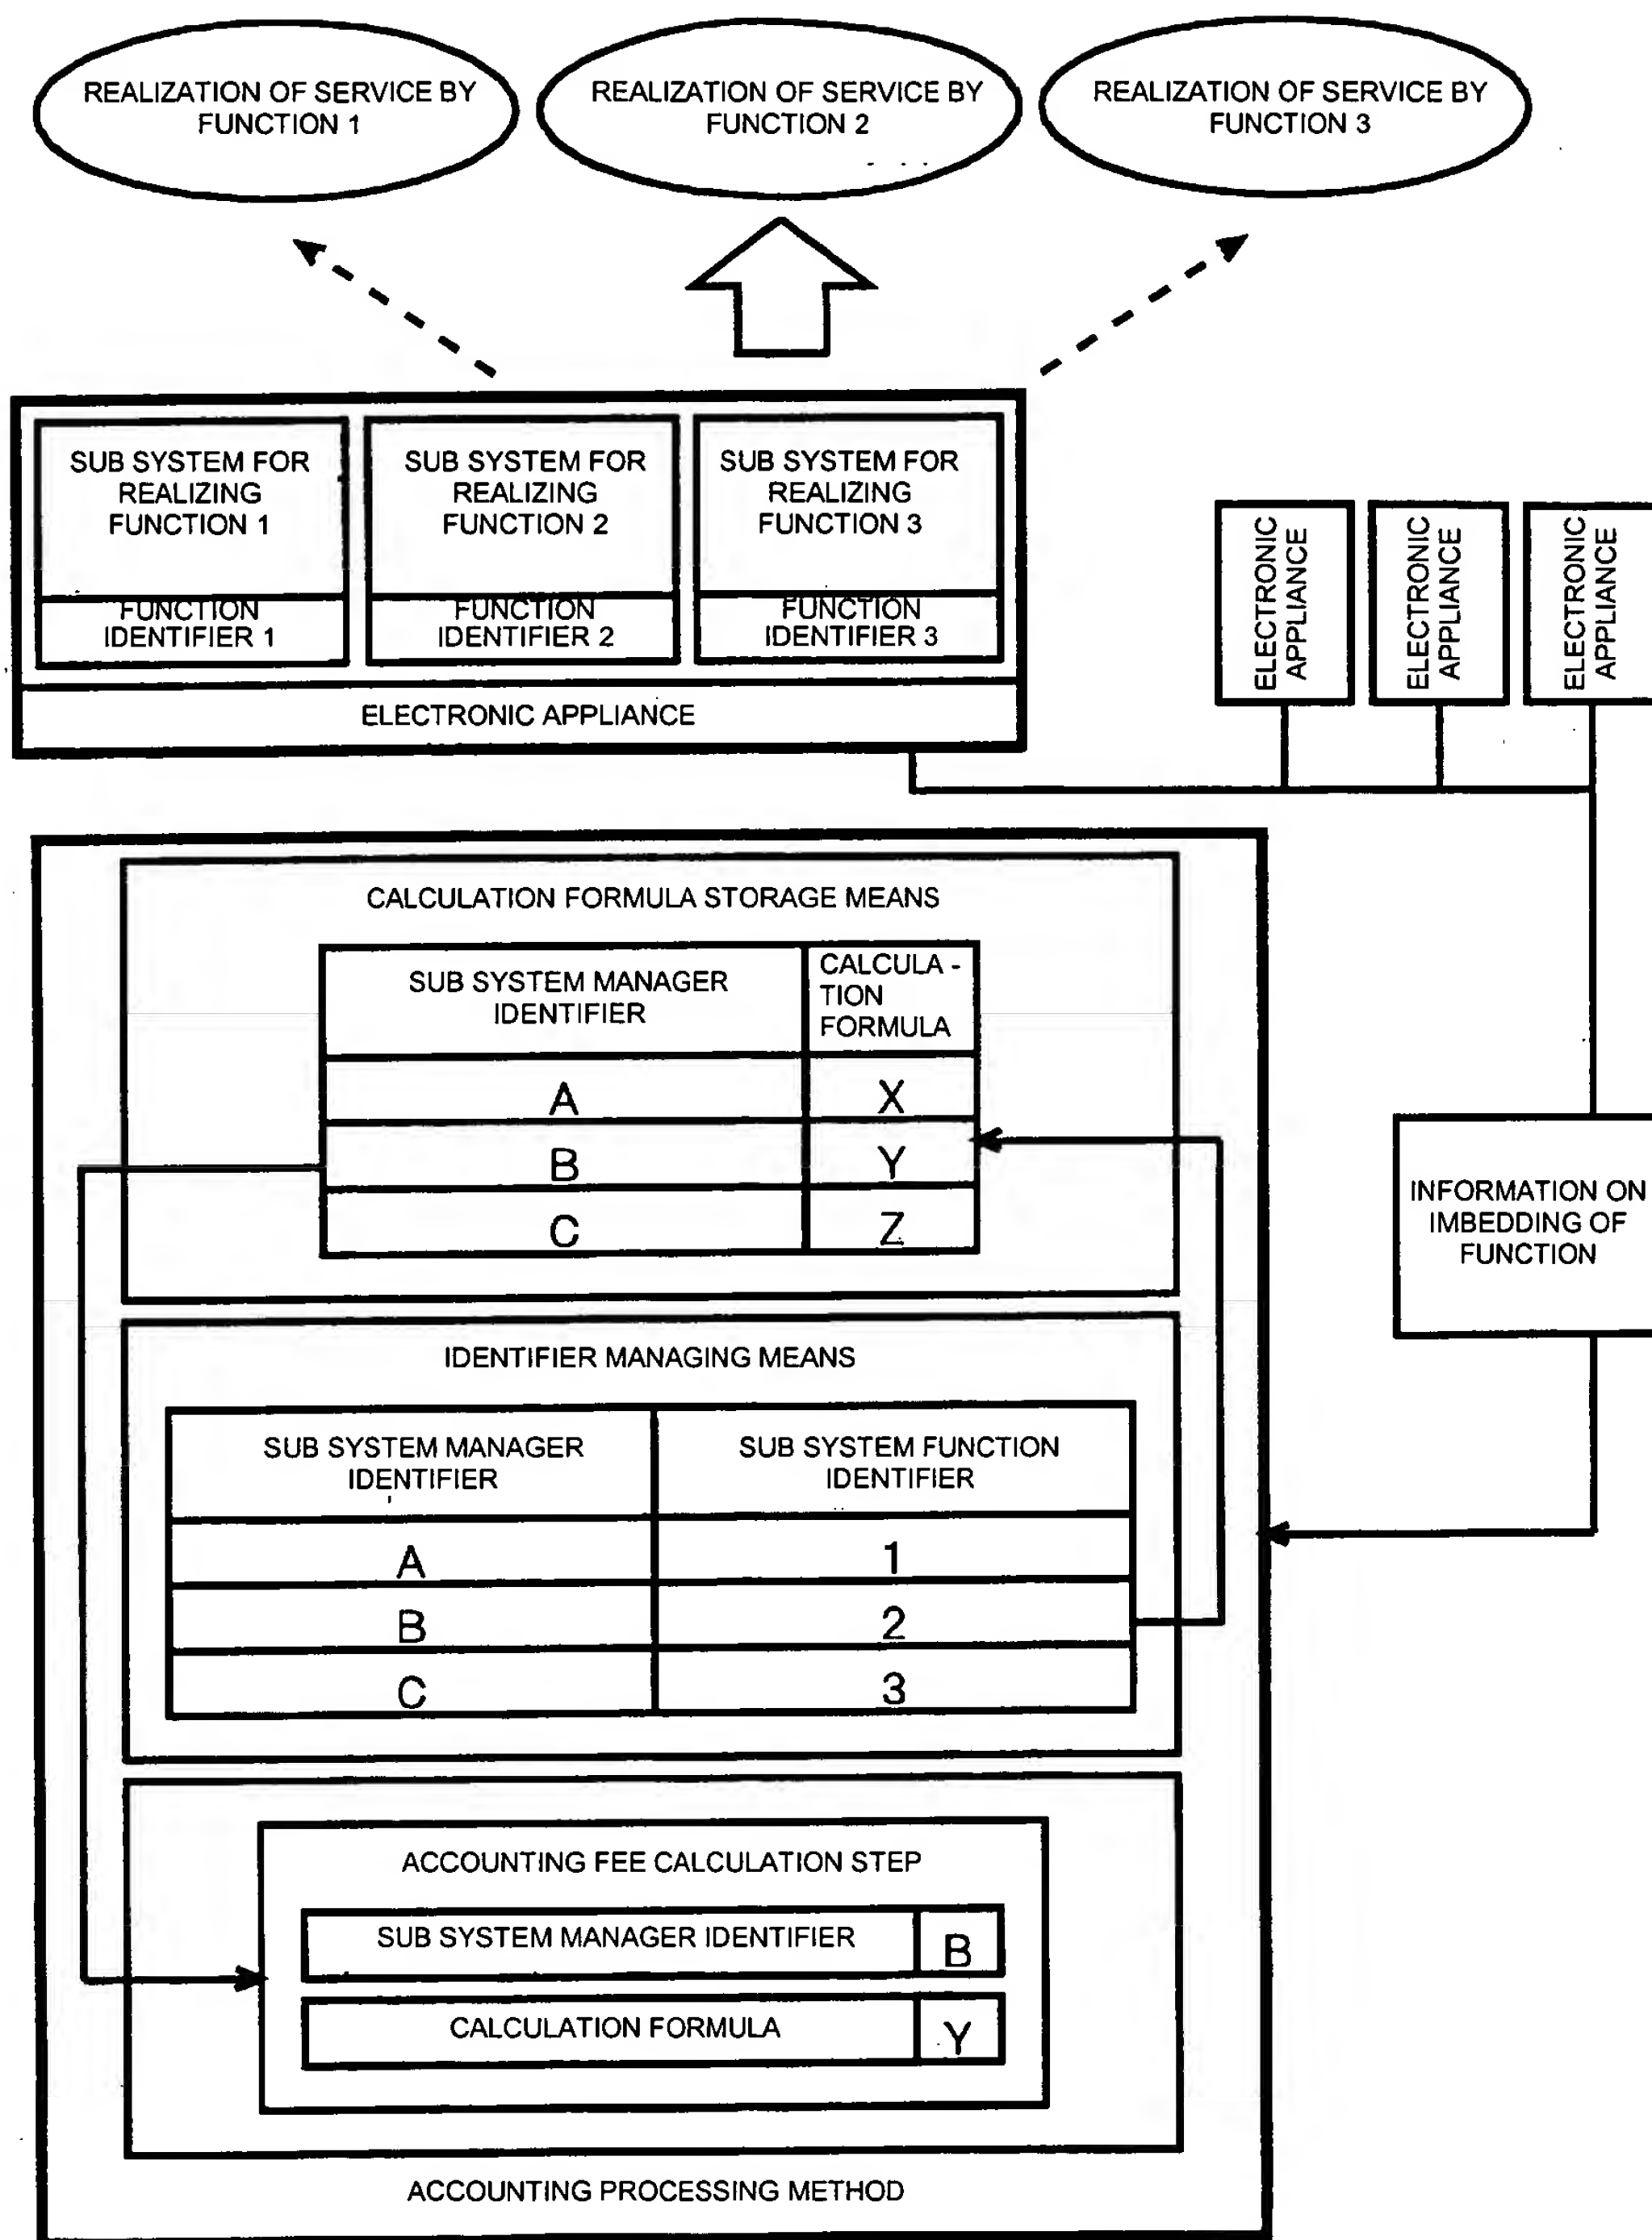 REALIZATION OF SERVICE BY
FUNCTION 1
REALIZATION OF SERVICE BY
FUNCTION 2
REALIZATION OF SERVICE BY
FUNCTION 3
SUB SYSTEM FOR
REALIZING
FUNCTION 1
FUNCTION
IDENTIFIER 1
SUB SYSTEM FOR
REALIZING
FUNCTION 2
FUNCTION
IDENTIFIER 2
SUB SYSTEM FOR
REALIZING
FUNCTION 3
FUNCTION
IDENTIFIER 3
ELECTRONIC APPLIANCE
ELECTRONIC
APPLIANCE
ELECTRONIC
APPLIANCE
ELECTRONIC
APPLIANCE
CALCULATION FORMULA STORAGE MEANS
SUB SYSTEM MANAGER
IDENTIFIER
CALCULA -
TION
FORMULA
A X
B Y
C Z
INFORMATION ON
IMBEDDING OF
FUNCTION
IDENTIFIER MANAGING MEANS
SUB SYSTEM MANAGER
IDENTIFIER
SUB SYSTEM FUNCTION
IDENTIFIER
A 1
B 2
C 3
ACCOUNTING FEE CALCULATION STEP
SUB SYSTEM MANAGER IDENTIFIER B
CALCULATION FORMULA Y
ACCOUNTING PROCESSING METHOD